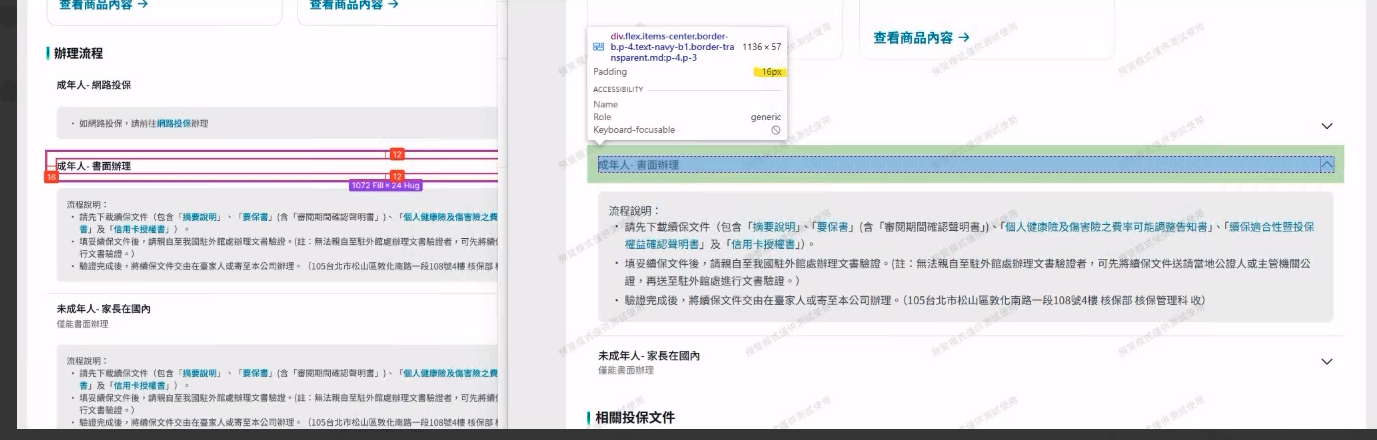 查看商品內容 →
查看商品內容 →
辦理流程
成年人- 網路投保
・ 如網路投保，請前往網路投保辦理
12
成年人- 書面辦理
16
12
1072 Fill × 24 Hug
流程說明：
・ 請先下載續保文件（包含「摘要說明」、「要保書」(含「審閱期間確認聲明書」)、「個人健康險及傷害險之費
書」及「信用卡授權書」）。
・ 填妥續保文件後，請親自至我國駐外館處辦理文書驗證。(註：無法親自至駐外館處辦理文書驗證者，可先將續
行文書驗證。）
・ 驗證完成後，將續保文件交由在臺家人或寄至本公司辦理。（105台北市松山區敦化南路一段108號4樓 核保部
未成年人- 家長在國內
僅能書面辦理
流程說明：
・ 請先下載續保文件（包含「摘要說明」、「要保書」(含「審閱期間確認聲明書」)、「個人健康險及傷害險之費
書」及「信用卡授權書」）。
・ 填妥續保文件後，請親自至我國駐外館處辦理文書驗證。(註：無法親自至駐外館處辦理文書驗證者，可先將續
行文書驗證。）
・ 驗證完成後，將續保文件交由在臺家人或寄至本公司辦理。（105台北市松山區敦化南路一段108號4樓 核保部
查看商品內容 →
div.flex.items-center.border-
b.p-4.text-navy-b1.border-tra
nsparent.md:p-4.p-3
1136 × 57
Padding 16px
ACCESSIBILITY
Name
Role generic
Keyboard-focusable
成年人- 書面辦理
流程說明：
・ 請先下載續保文件（包含「摘要說明」、「要保書」(含「審閱期間確認聲明書」)、「個人健康險及傷害險之費率可能調整告知書」、「續保適合性暨投保
權益確認聲明書」及「信用卡授權書」）。
・ 填妥續保文件後，請親自至我國駐外館處辦理文書驗證。(註：無法親自至駐外館處辦理文書驗證者，可先將續保文件送請當地公證人或主管機關公
證，再送至駐外館處進行文書驗證。）
・ 驗證完成後，將續保文件交由在臺家人或寄至本公司辦理。（105台北市松山區敦化南路一段108號4樓 核保部 核保管理科 收）
未成年人- 家長在國內
僅能書面辦理
相關投保文件
預覽模式僅供測試使用